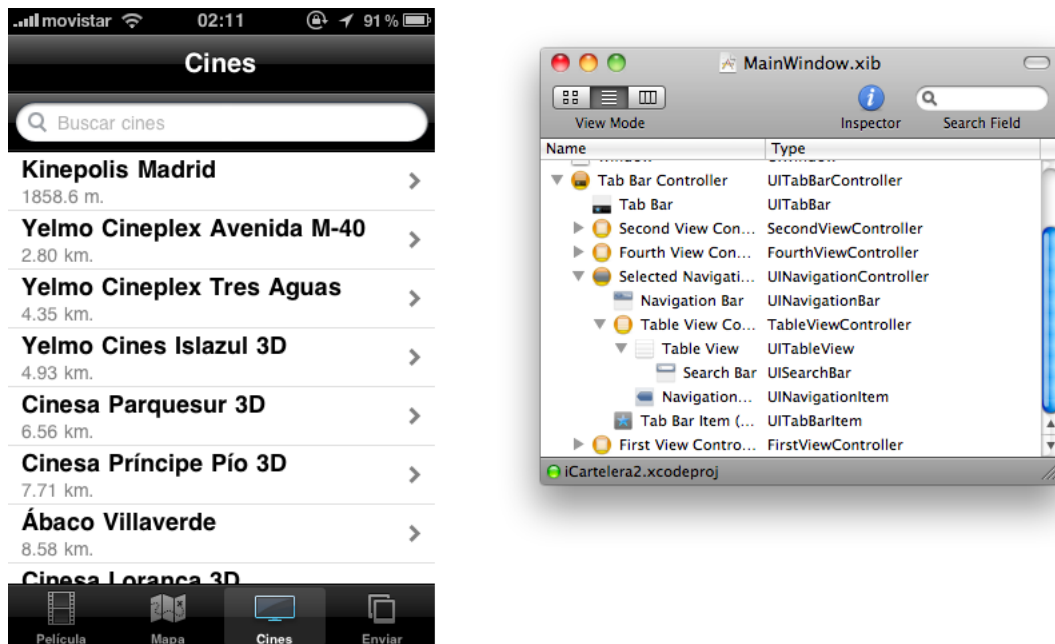 movistar 02:11 91 %
Cines
Buscar cines
Kinepolis Madrid
1858.6 m.
Yelmo Cineplex Avenida M-40
2.80 km.
Yelmo Cineplex Tres Aguas
4.35 km.
Yelmo Cines Islazul 3D
4.93 km.
Cinesa Parquesur 3D
6.56 km.
Cinesa Príncipe Pío 3D
7.71 km.
Ábaco Villaverde
8.58 km.
Cinesa Loranca 3D
Película Mapa Cines Enviar
MainWindow.xib
View Mode Inspector Search Field
Name Type
Window UIWindow
Tab Bar Controller UITabBarController
Tab Bar UITabBar
Second View Con... SecondViewController
Fourth View Con... FourthViewController
Selected Navigati... UINavigationController
Navigation Bar UINavigationBar
Table View Co... TableViewController
Table View UITableView
Search Bar UISearchBar
Navigation... UINavigationItem
Tab Bar Item (... UITabBarItem
First View Contro... FirstViewController
iCartelera2.xcodeproj